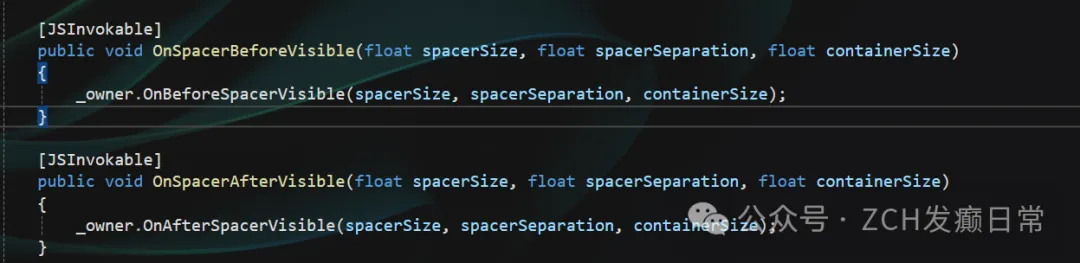 [JSInvokable]
public void OnSpacerBeforeVisible(float spacerSize, float spacerSeparation, float containerSize)
{
    _owner.OnBeforeSpacerVisible(spacerSize, spacerSeparation, containerSize);
}
[JSInvokable]
public void OnSpacerAfterVisible(float spacerSize, float spacerSeparation, float containerSize)
{
    _owner.OnAfterSpacerVisible(spacerSize, spacerSeparation, containerSize);
}
公众号 · ZCH发癫日常